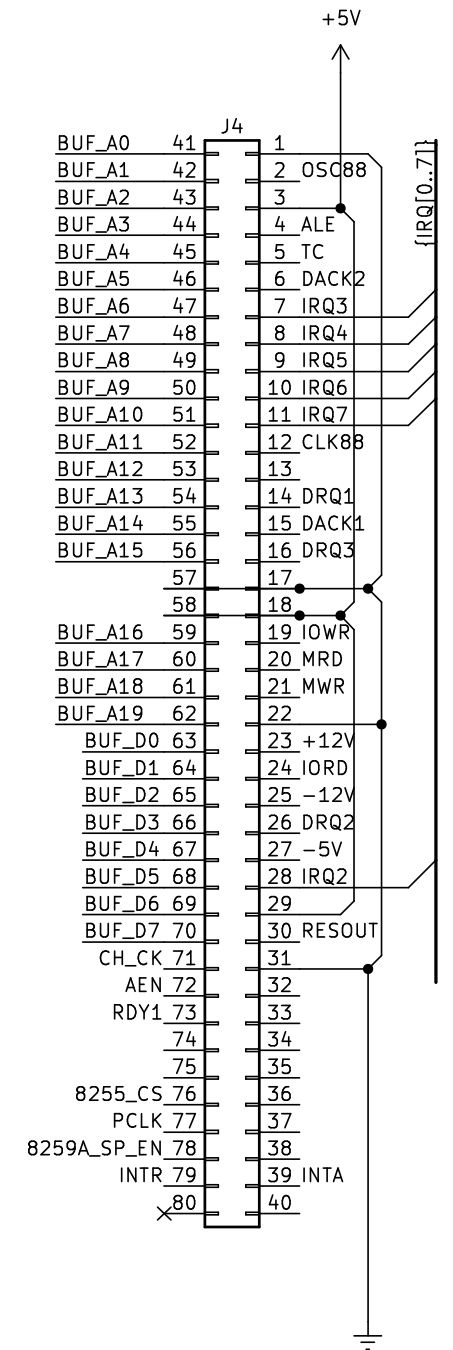 +5V
J4
{IRQ[0..7]}
BUF_A0 41 1
BUF_A1 42 2 OSC88
BUF_A2 43 3
BUF_A3 44 4 ALE
BUF_A4 45 5 TC
BUF_A5 46 6 DACK2
BUF_A6 47 7 IRQ3
BUF_A7 48 8 IRQ4
BUF_A8 49 9 IRQ5
BUF_A9 50 10 IRQ6
BUF_A10 51 11 IRQ7
BUF_A11 52 12 CLK88
BUF_A12 53 13
BUF_A13 54 14 DRQ1
BUF_A14 55 15 DACK1
BUF_A15 56 16 DRQ3
57 17
58 18
BUF_A16 59 19 IOWR
BUF_A17 60 20 MRD
BUF_A18 61 21 MWR
BUF_A19 62 22
BUF_D0 63 23 +12V
BUF_D1 64 24 IORD
BUF_D2 65 25 -12V
BUF_D3 66 26 DRQ2
BUF_D4 67 27 -5V
BUF_D5 68 28 IRQ2
BUF_D6 69 29
BUF_D7 70 30 RESOUT
CH_CK 71 31
AEN 72 32
RDY1 73 33
74 34
75 35
8255_CS 76 36
PCLK 77 37
8259A_SP_EN 78 38
INTR 79 39 INTA
80 40